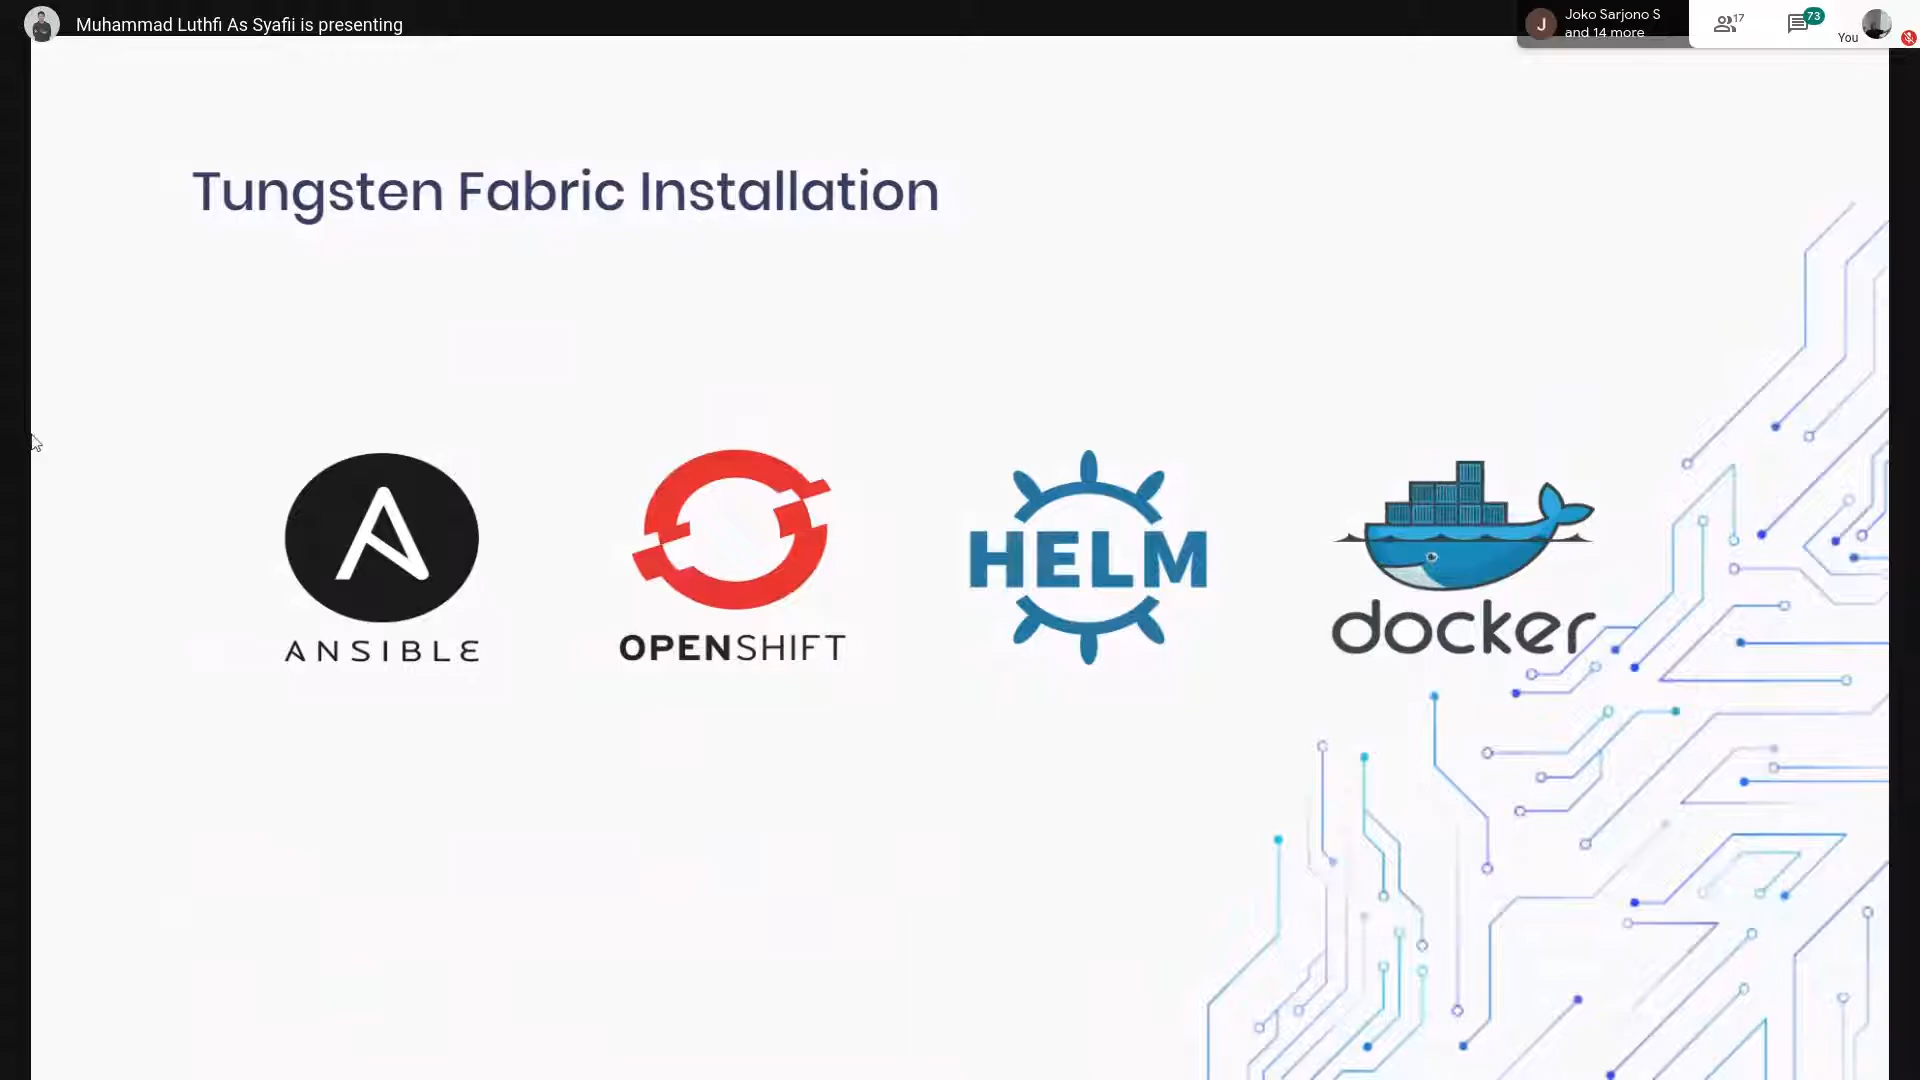 Muhammad Luthfi As Syafii is presenting
J
Joko Sarjono S
and 14 more
17
73
You
Tungsten Fabric Installation
A
ANSIBLE
OPENSHIFT
HELM
docker